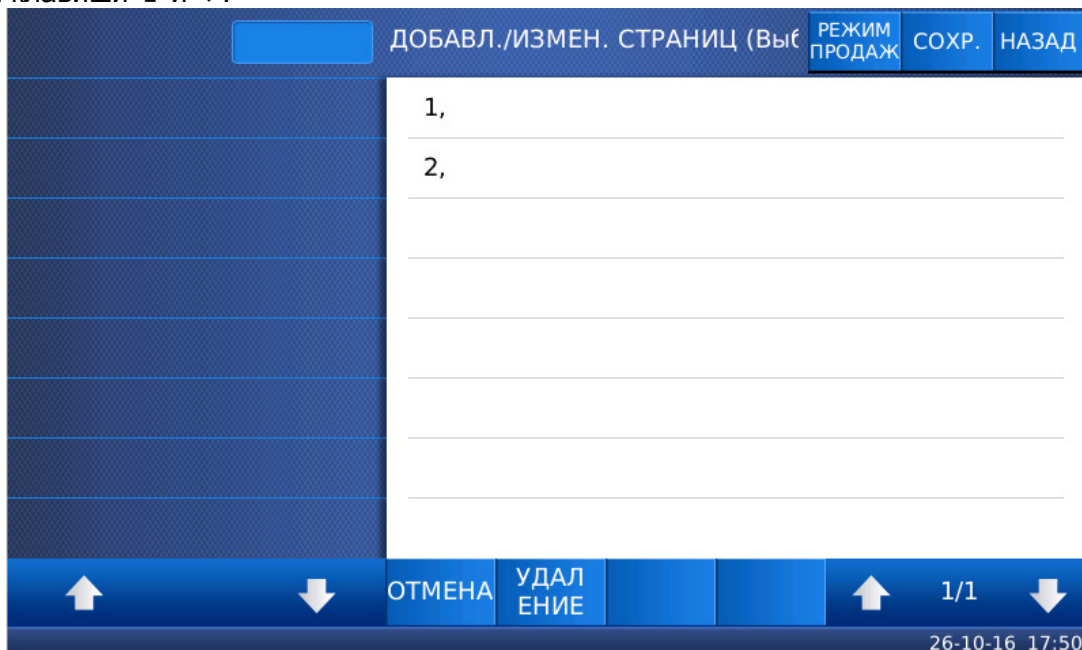 ДОБАВЛ./ИЗМЕН. СТРАНИЦ (Выб
РЕЖИМ
ПРОДАЖ
СОХР.
НАЗАД
1,
2,
ОТМЕНА
УДАЛ
ЕНИЕ
1/1
26-10-16 17:50